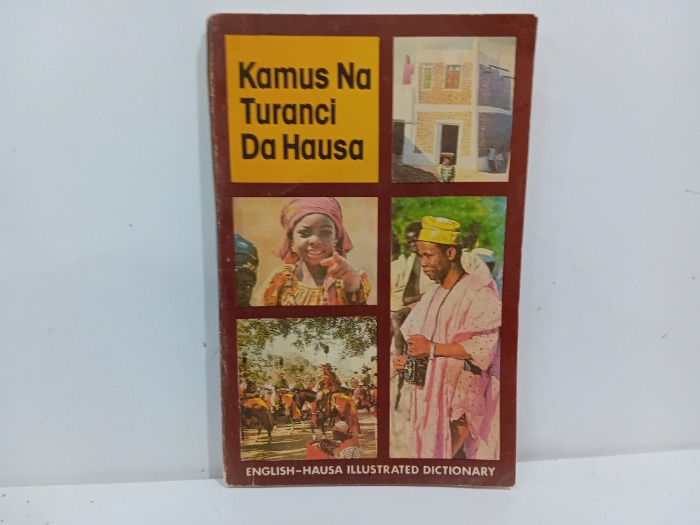 Kamus Na
Turanci
Da Hausa
ENGLISH-HAUSA ILLUSTRATED DICTIONARY